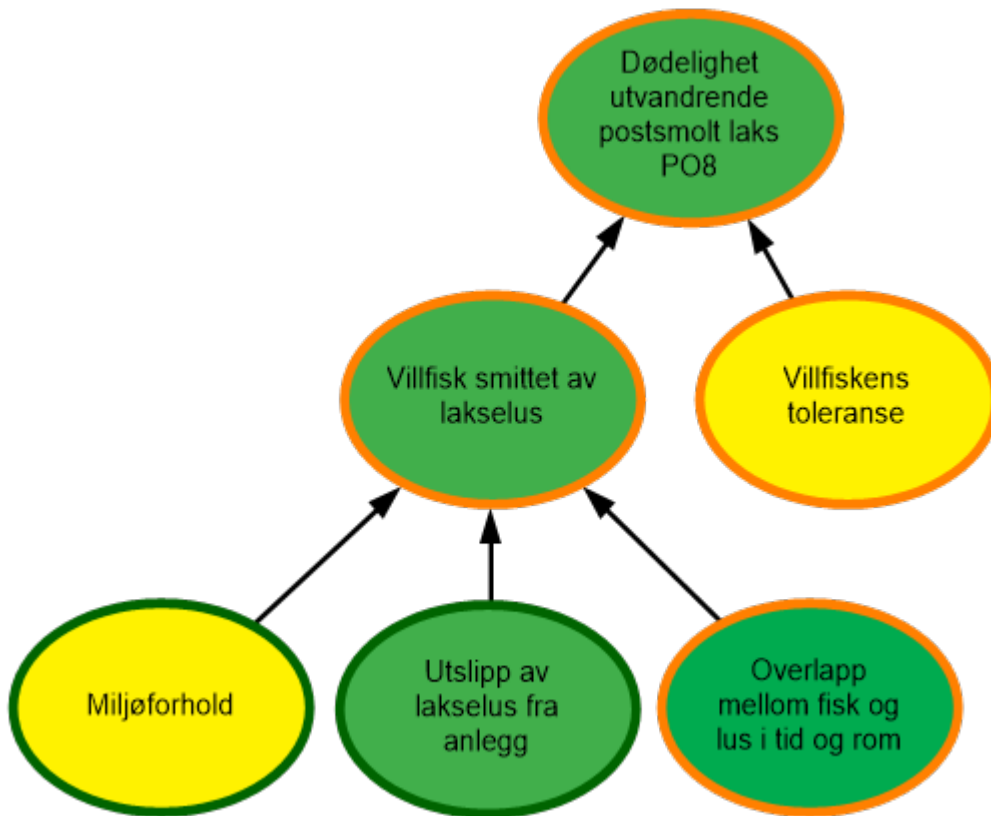 Dødelighet
utvandrende
postsmolt laks
PO8
Villfisk smittet av
lakselus
Villfiskens
toleranse
Miljøforhold
Utslipp av
lakselus fra
anlegg
Overlapp
mellom fisk og
lus i tid og rom